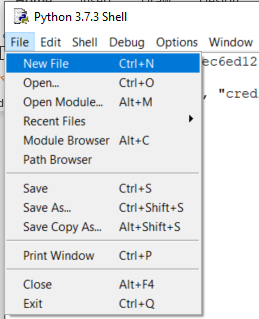 Python 3.7.3 Shell
File Edit Shell Debug Options Window
New File Ctrl+N
Open... Ctrl+O
Open Module... Alt+M
Recent Files
Module Browser Alt+C
Path Browser
Save Ctrl+S
Save As... Ctrl+Shift+S
Save Copy As... Alt+Shift+S
Print Window Ctrl+P
Close Alt+F4
Exit Ctrl+Q
ec6ed12
, "cred